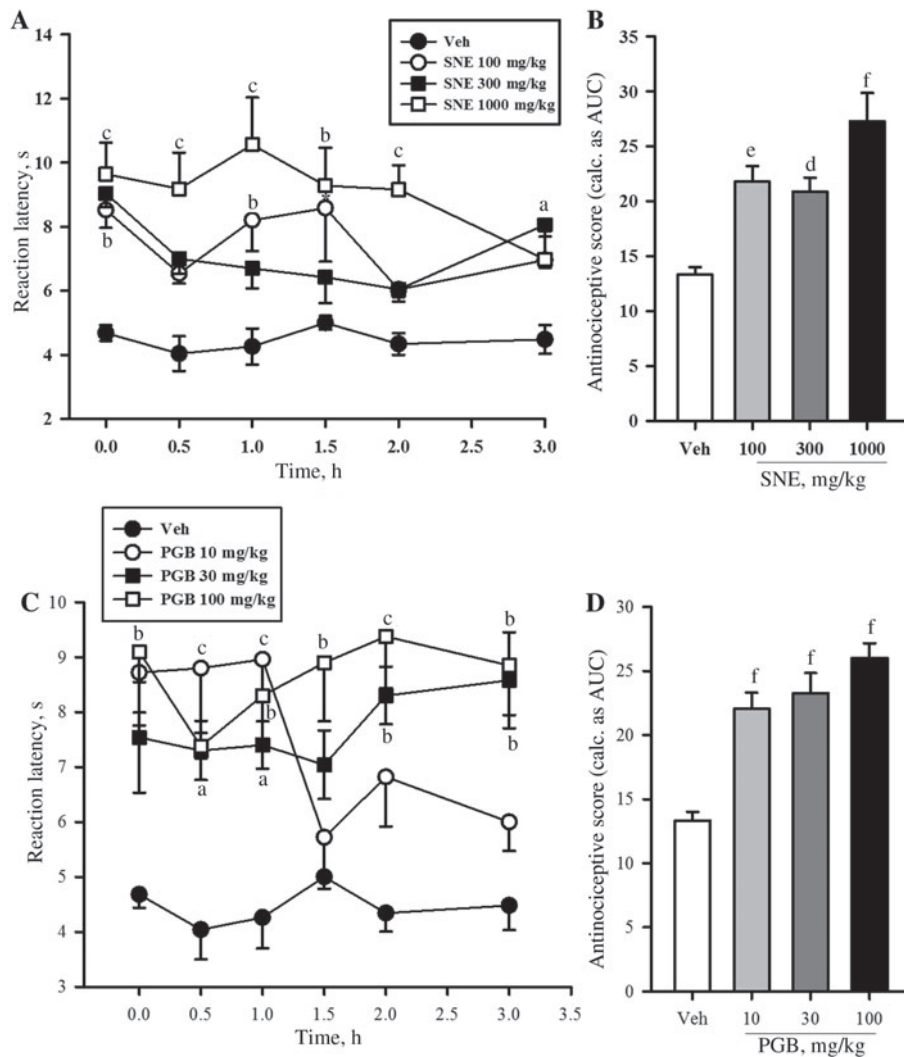 A
Veh
SNE 100 mg/kg
SNE 300 mg/kg
SNE 1000 mg/kg
Reaction latency, s
14
12
10
8
6
4
2
c
c
c
b
c
b
b
*
a
0.0 0.5 1.0 1.5 2.0 3.0
Time, h
B
Antinociceptive score (calc. as AUC)
35
30
25
20
15
10
5
0
e
d
f
Veh 100 300 1000
SNE, mg/kg
Veh
PGB 10 mg/kg
PGB 30 mg/kg
PGB 100 mg/kg
C
Reaction latency, s
10
9
8
7
6
5
4
3
b
c
c
b
c
b
b
a
a
b
b
0.0 0.5 1.0 1.5 2.0 2.5 3.0 3.5
Time, h
D
Antinociceptive score (calc. as AUC)
30
25
20
15
10
5
0
f
f
f
Veh 10 30 100
PGB, mg/kg